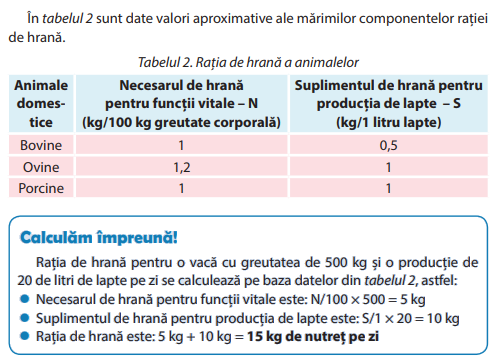 În tabelul 2 sunt date valori aproximative ale mărimilor componentelor rației
de hrană.
Tabelul 2. Rația de hrană a animalelor
Animale domes-tice | Necesarul de hrană pentru funcții vitale – N (kg/100 kg greutate corporală) | Suplimentul de hrană pentru producția de lapte – S (kg/1 litru lapte)
Bovine | 1 | 0,5
Ovine | 1,2 | 1
Porcine | 1 | 1
Calculăm împreună!
Rația de hrană pentru o vacă cu greutatea de 500 kg și o producție de
20 de litri de lapte pe zi se calculează pe baza datelor din tabelul 2, astfel:
● Necesarul de hrană pentru funcții vitale este: N/100 × 500 = 5 kg
● Suplimentul de hrană pentru producția de lapte este: S/1 × 20 = 10 kg
● Rația de hrană este: 5 kg + 10 kg = 15 kg de nutreț pe zi